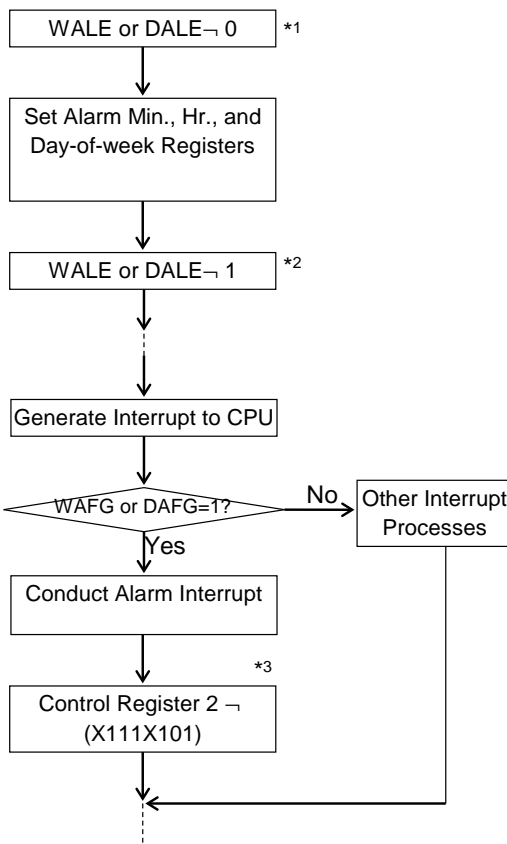 WALE or DALE¬ 0 *1
Set Alarm Min., Hr., and
Day-of-week Registers
WALE or DALE¬ 1 *2
Generate Interrupt to CPU
WAFG or DAFG=1?
No
Other Interrupt
Processes
Yes
Conduct Alarm Interrupt
*3
Control Register 2 ¬
(X111X101)